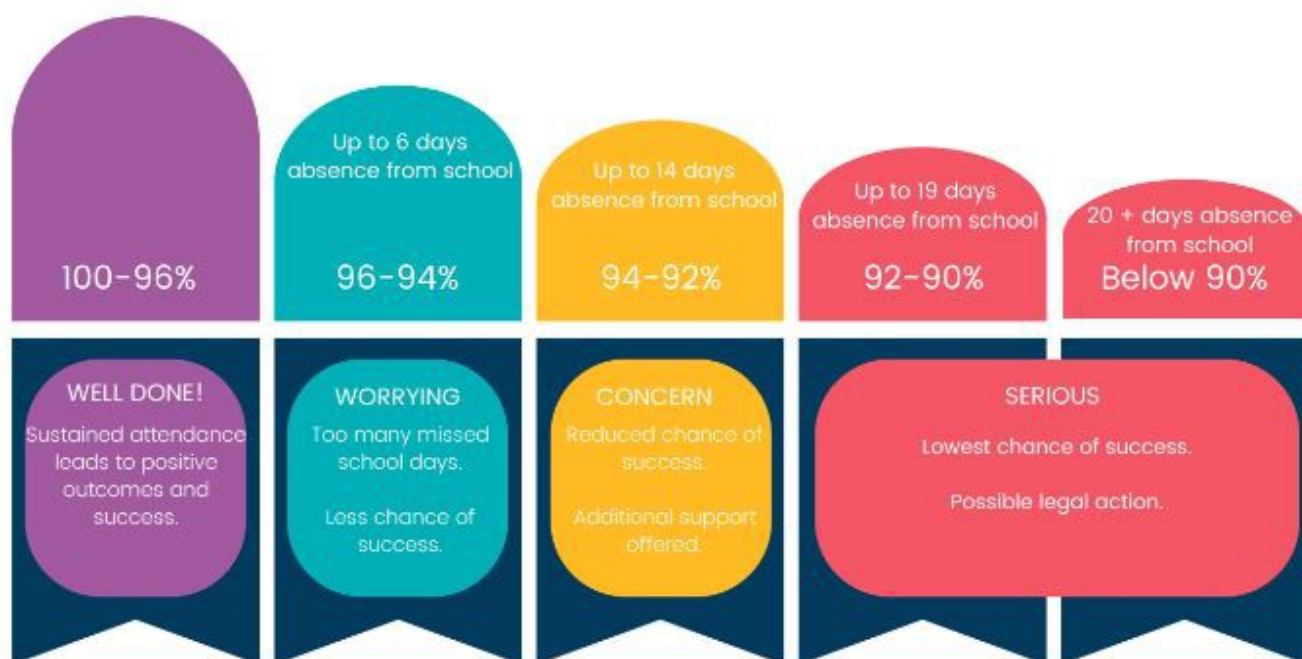 100-96%
Up to 6 days
absence from school
96-94%
Up to 14 days
absence from school
94-92%
Up to 19 days
absence from school
92-90%
20 + days absence
from school
Below 90%
WELL DONE!
Sustained attendance
leads to positive
outcomes and
success.
WORRYING
Too many missed
school days.
Less chance of
success.
CONCERN
Reduced chance of
success.
Additional support
offered.
SERIOUS
Lowest chance of success.
Possible legal action.